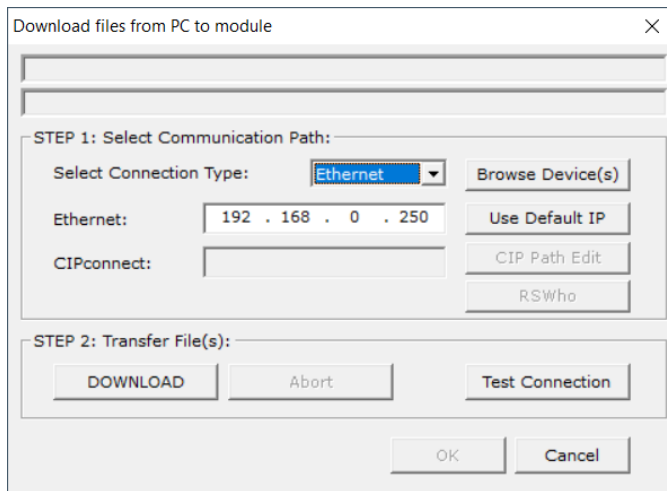 Download files from PC to module
STEP 1: Select Communication Path:
Select Connection Type: Ethernet Browse Device(s)
Ethernet: 192 . 168 . 0 . 250 Use Default IP
CIPconnect: CIP Path Edit
RSWho
STEP 2: Transfer File(s):
DOWNLOAD Abort Test Connection
OK Cancel